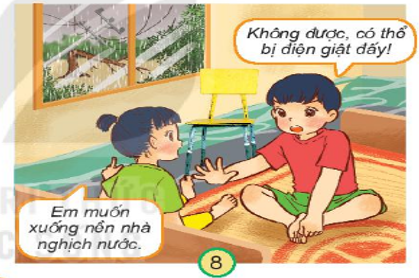 Không được, có thể
bị điện giật đấy!
Em muốn
xuống nền nhà
nghịch nước.
8